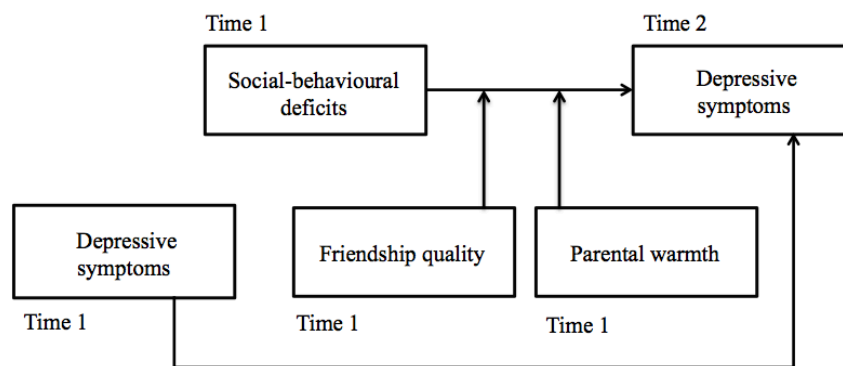 Time 1
Time 2
Social-behavioural
deficits
Depressive
symptoms
Depressive
symptoms
Friendship quality
Parental warmth
Time 1
Time 1
Time 1